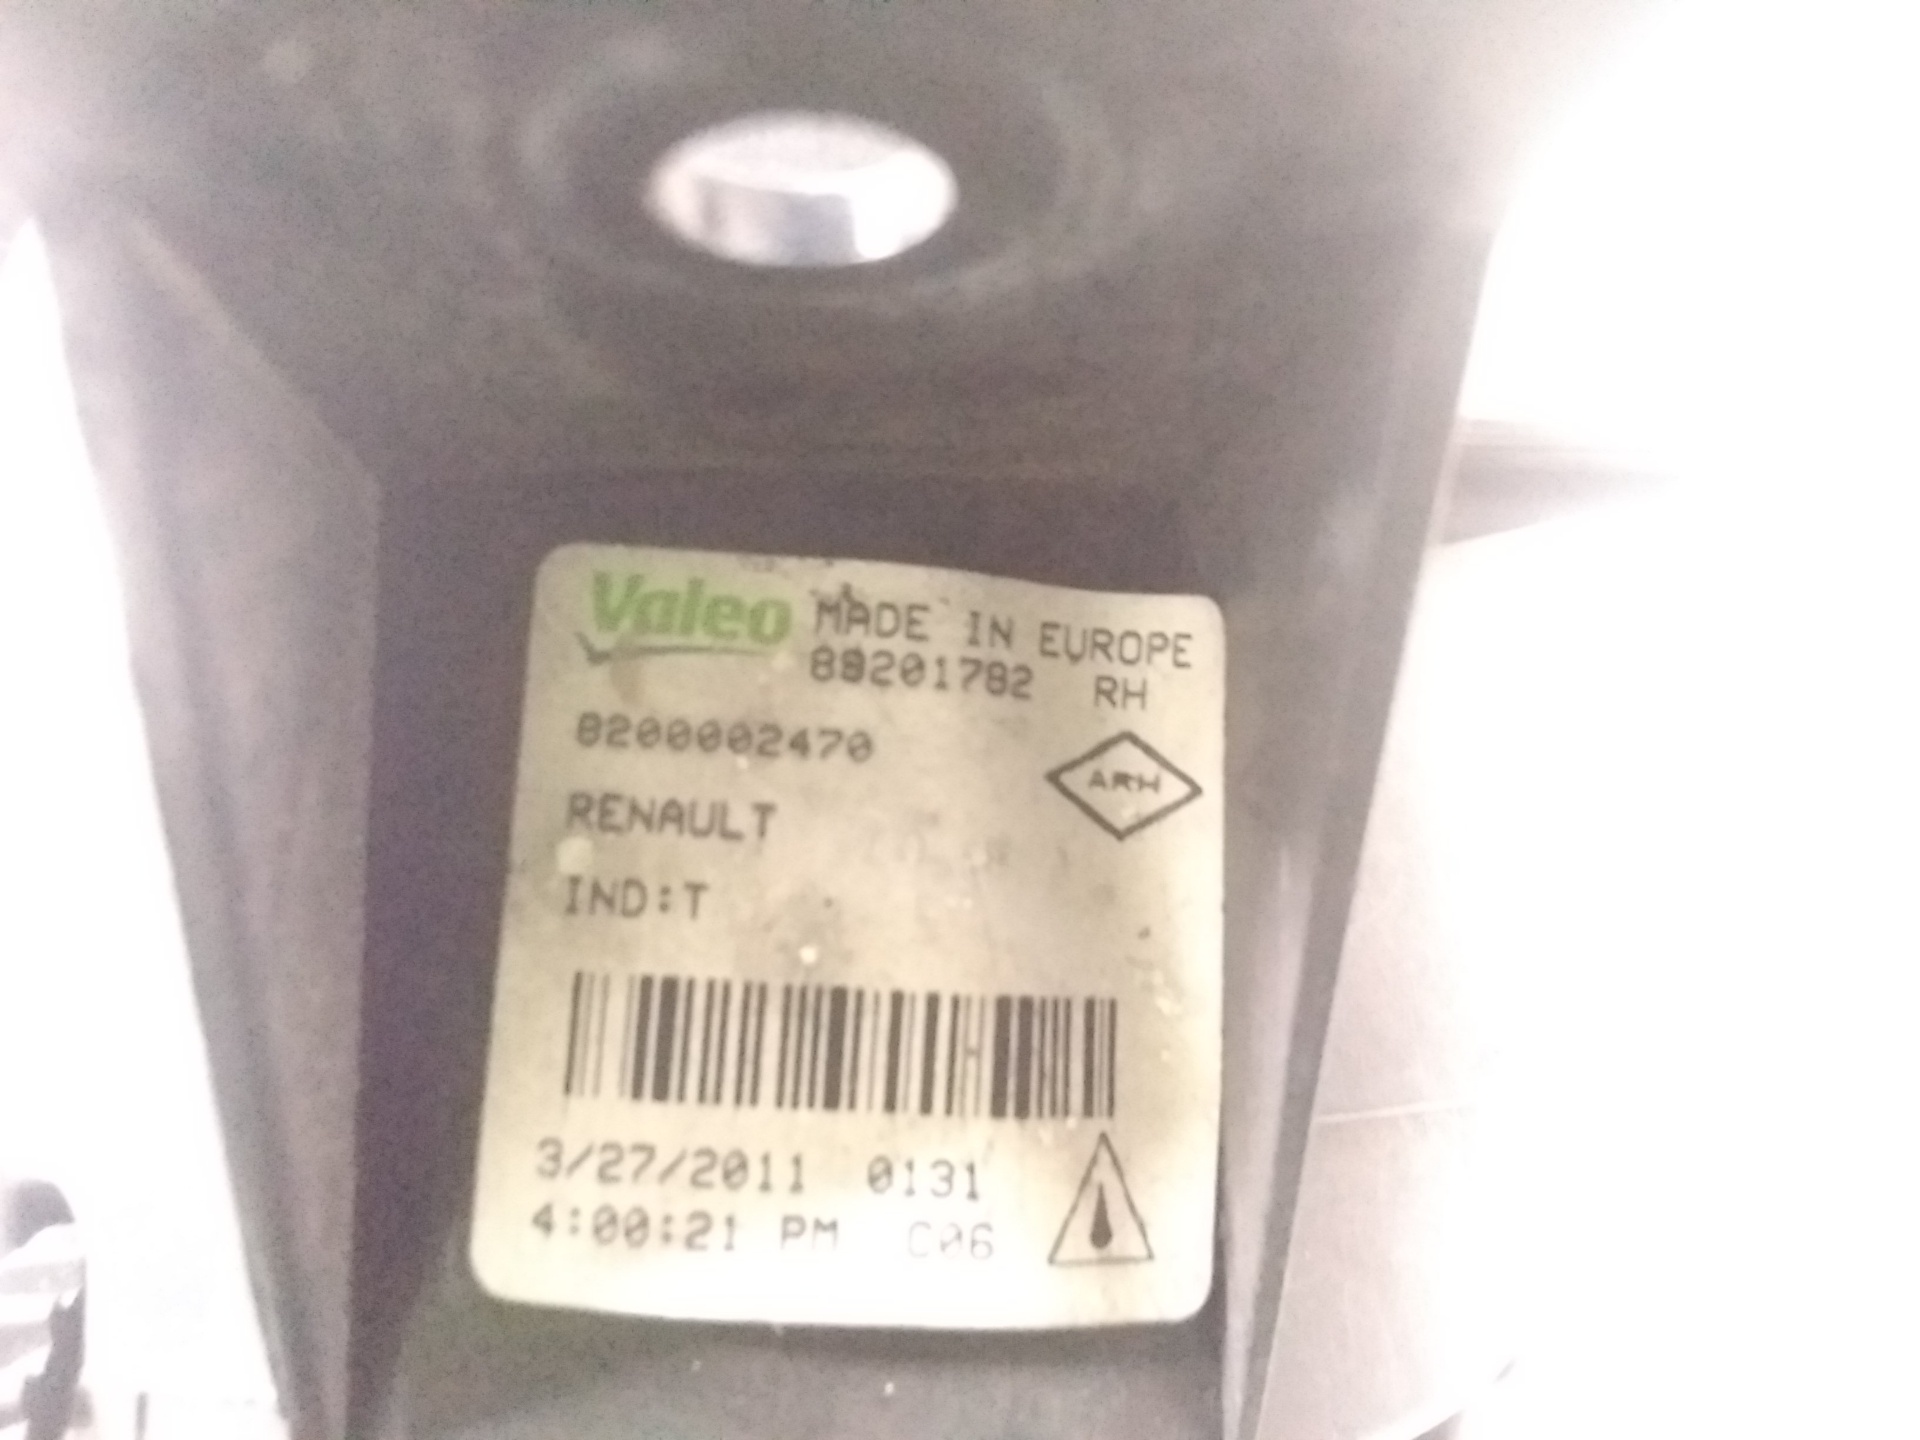 Valeo MADE IN EUROPE
89201782 RH
8200002470
ARH
RENAULT
IND:T
3/27/2011 0131
4:00:21 PM C06